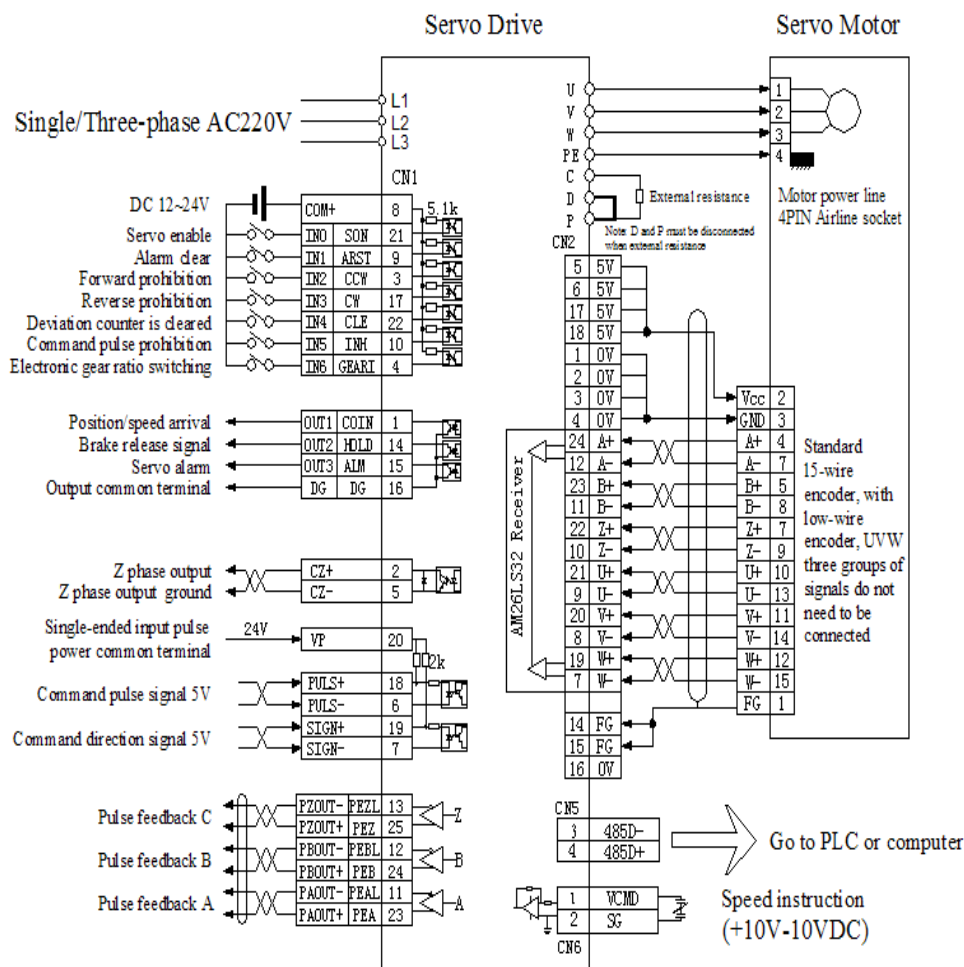 Servo Drive
Servo Motor
Single/Three-phase AC220V
L1
L2
L3
U
V
W
PE
C
D
P
1
2
3
4
External resistance
Note: D and P must be disconnected
when external resistance
Motor power line
4PIN Airline socket
CN1
DC 12~24V
COM+ 8 5.1k
Servo enable IN0 SON 21
Alarm clear IN1 ARST 9
Forward prohibition IN2 CCW 3
Reverse prohibition IN3 CW 17
Deviation counter is cleared IN4 CLE 22
Command pulse prohibition IN5 INH 10
Electronic gear ratio switching IN6 GEARI 4
Position/speed arrival OUT1 COIN 1
Brake release signal OUT2 HDLD 14
Servo alarm OUT3 ALM 15
Output common terminal DG DG 16
Z phase output CZ+ 2
Z phase output ground CZ- 5
Single-ended input pulse
power common terminal
24V VP 20
2k
Command pulse signal 5V
PULS+ 18
PULS- 6
Command direction signal 5V
SIGN+ 19
SIGN- 7
Pulse feedback C
PZOUT- PEZL 13
PZOUT+ PEZ 25
Z
Pulse feedback B
PBOUT- PEBL 12
PBOUT+ PEB 24
B
Pulse feedback A
PAOUT- PEAL 11
PAOUT+ PEA 23
A
CN2
5 5V
6 5V
17 5V
18 5V
1 0V
2 0V
3 0V
4 0V
24 A+
12 A-
23 B+
11 B-
22 Z+
10 Z-
21 U+
9 U-
20 V+
8 V-
19 W+
7 W-
14 FG
15 FG
16 0V
AM26LS32 Receiver
Vcc 2
GND 3
A+ 4
A- 7
B+ 5
B- 8
Z+ 7
Z- 9
U+ 10
U- 13
V+ 11
V- 14
W+ 12
W- 15
FG 1
Standard
15-wire
encoder, with
low-wire
encoder, UVW
three groups of
signals do not
need to be
connected
CN5
3 485D-
4 485D+
Go to PLC or computer
1 VCMD
2 SG
CN6
Speed instruction
(+10V-10VDC)